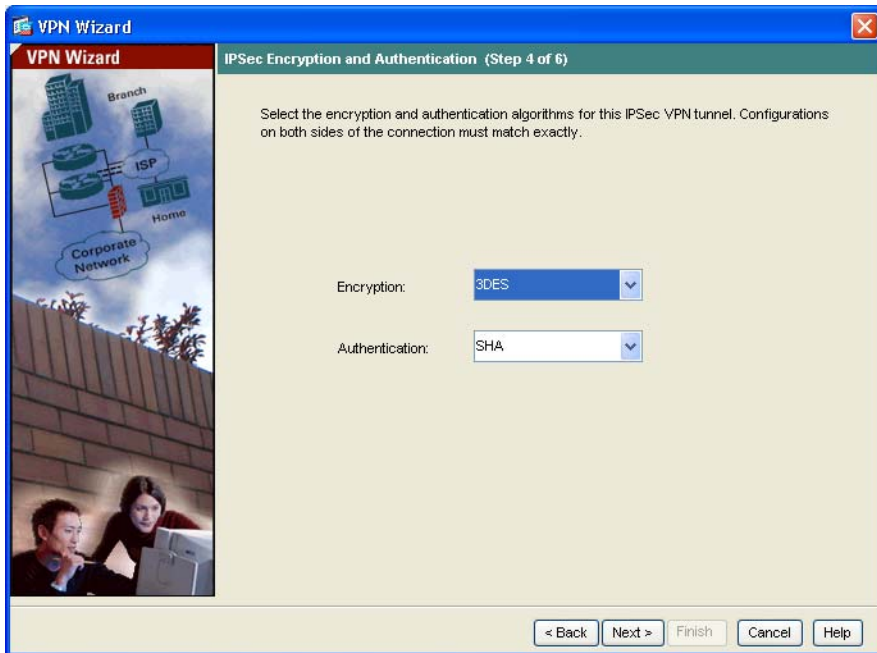 VPN Wizard
VPN Wizard
IPSec Encryption and Authentication (Step 4 of 6)
Branch
ISP
Home
Corporate
Network
Select the encryption and authentication algorithms for this IPSec VPN tunnel. Configurations
on both sides of the connection must match exactly.
Encryption:
3DES
Authentication:
SHA
< Back
Next >
Finish
Cancel
Help